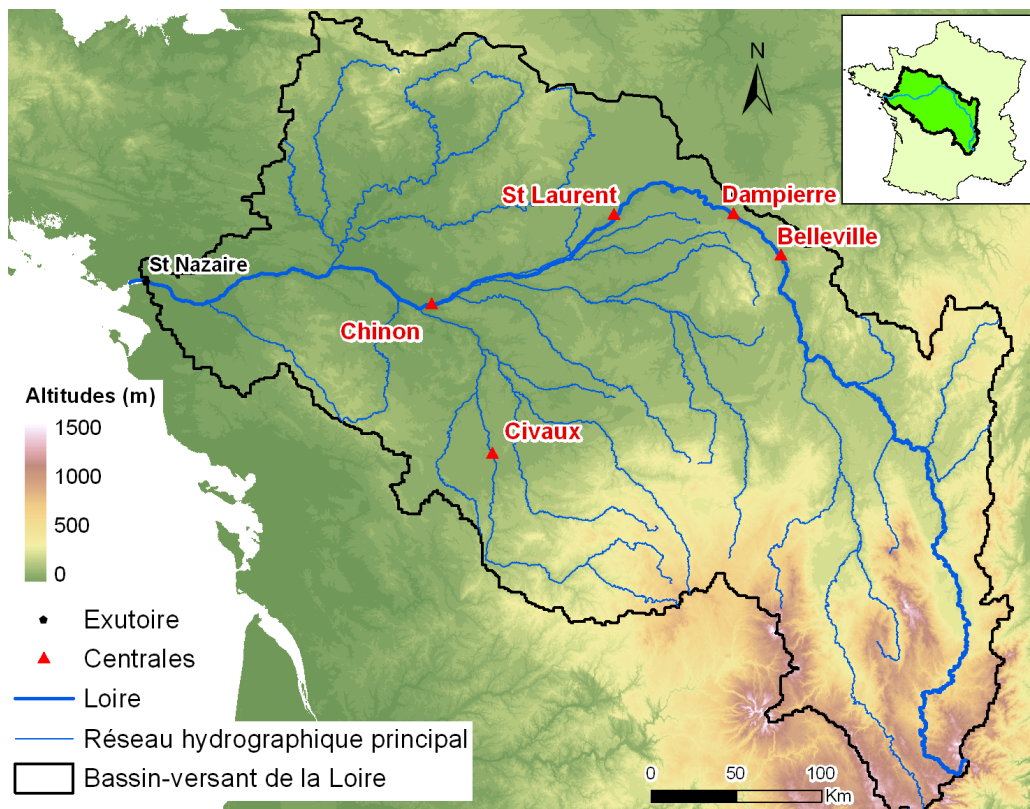 N
St Laurent
Dampierre
Belleville
St Nazaire
Chinon
Civaux
Altitudes (m)
1500
1000
500
0
Exutoire
Centrales
Loire
Réseau hydrographique principal
Bassin-versant de la Loire
0 50 100
Km